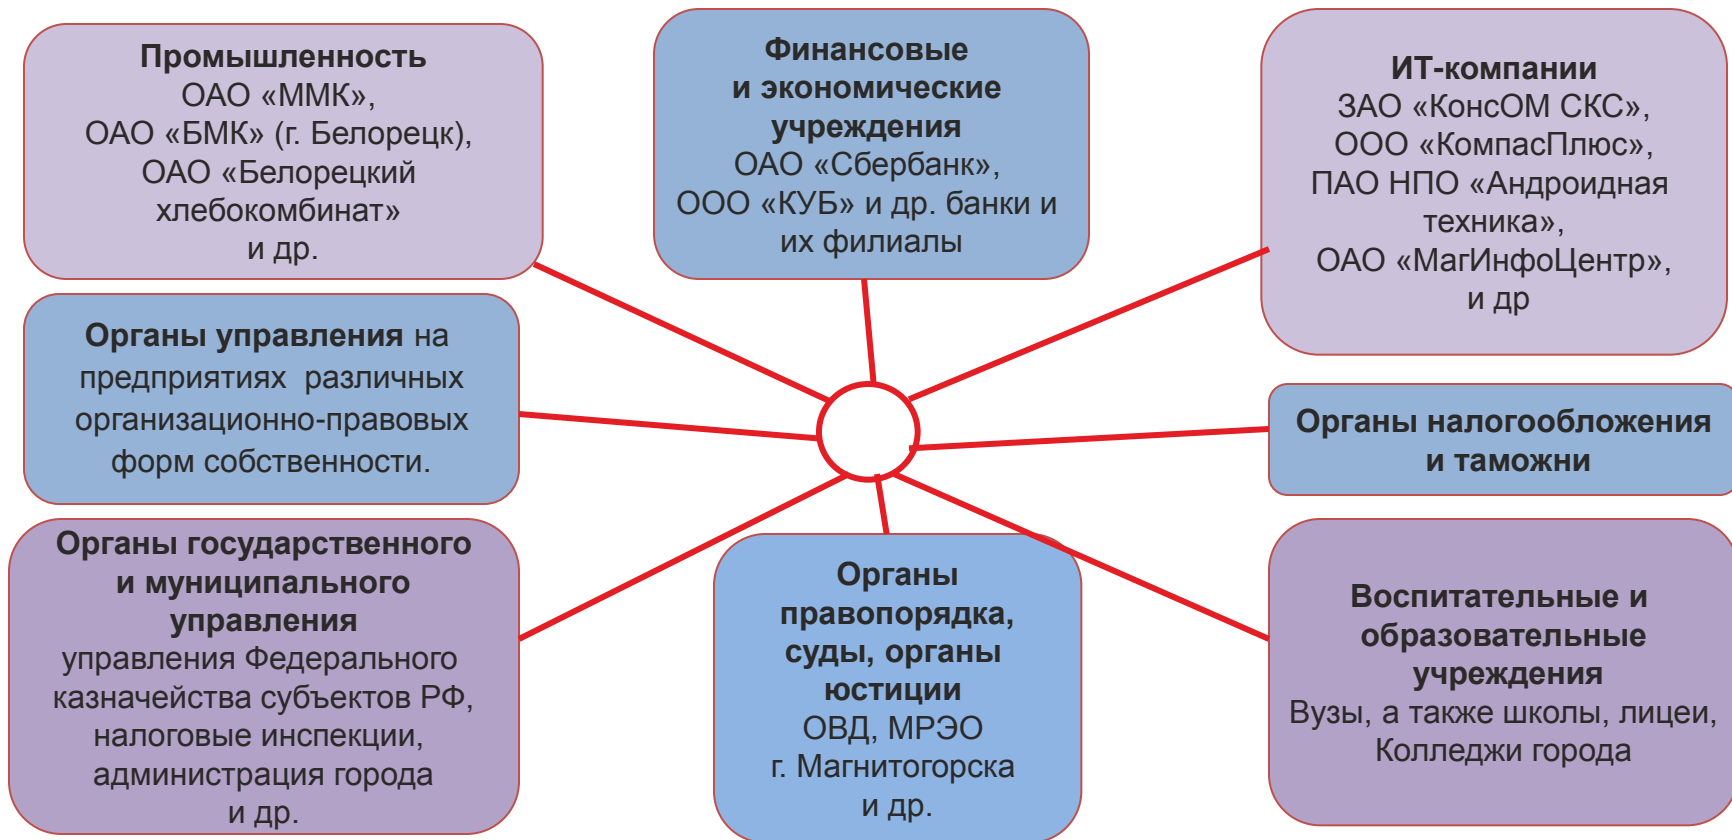 Промышленность
ОАО «ММК»,
ОАО «БМК» (г. Белорецк),
ОАО «Белорецкий
хлебокомбинат»
и др.
Финансовые
и экономические
учреждения
ОАО «Сбербанк»,
ООО «КУБ» и др. банки и
их филиалы
ИТ-компании
ЗАО «КонсОМ СКС»,
ООО «КомпасПлюс»,
ПАО НПО «Андроидная
техника»,
ОАО «МагИнфоЦентр»,
и др
Органы управления на
предприятиях различных
организационно-правовых
форм собственности.
Органы налогообложения
и таможни
Органы государственного
и муниципального
управления
управления Федерального
казначейства субъектов РФ,
налоговые инспекции,
администрация города
и др.
Органы
правопорядка,
суды, органы
юстиции
ОВД, МРЭО
г. Магнитогорска
и др.
Воспитательные и
образовательные
учреждения
Вузы, а также школы, лицеи,
Колледжи города